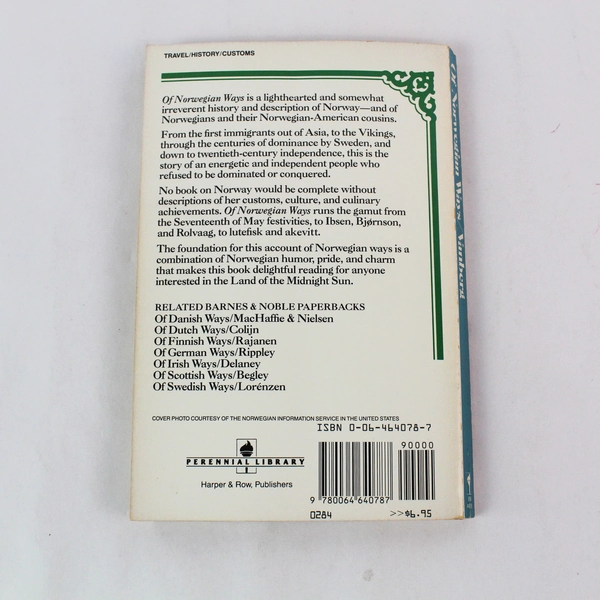 TRAVEL/HISTORY/CUSTOMS
Of Norwegian Ways is a lighthearted and somewhat
irreverent history and description of Norway—and of
Norwegians and their Norwegian-American cousins.
From the first immigrants out of Asia, to the Vikings,
through the centuries of dominance by Sweden, and
down to twentieth-century independence, this is the
story of an energetic and independent people who
refused to be dominated or conquered.
No book on Norway would be complete without
descriptions of her customs, culture, and culinary
achievements. Of Norwegian Ways runs the gamut from
the Seventeenth of May festivities, to Ibsen, Bjørnson,
and Rolvaag, to lutefisk and akevitt.
The foundation for this account of Norwegian ways is a
combination of Norwegian humor, pride, and charm
that makes this book delightful reading for anyone
interested in the Land of the Midnight Sun.
RELATED BARNES & NOBLE PAPERBACKS
Of Danish Ways/MacHaffie & Nielsen
Of Dutch Ways/Colijn
Of Finnish Ways/Rajanen
Of German Ways/Rippley
Of Irish Ways/Delaney
Of Scottish Ways/Begley
Of Swedish Ways/Lorénzen
COVER PHOTO COURTESY OF THE NORWEGIAN INFORMATION SERVICE IN THE UNITED STATES
ISBN 0-06-464078-7
90000
PERENNIAL LIBRARY
Harper & Row, Publishers
9 780064 640787
0284 >>$6.95
Of Norwegian Ways / Vanberg